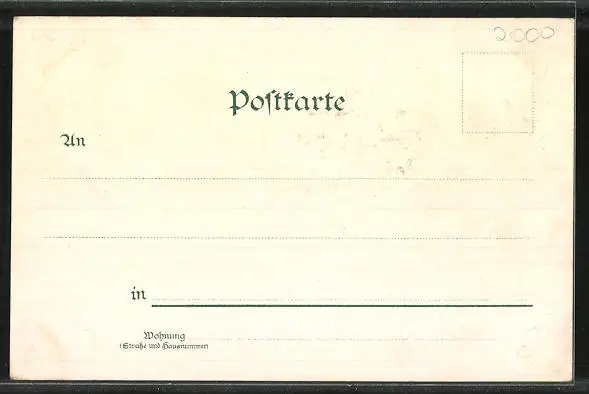 2000
Postkarte
An
in
Wohnung
(Straße und Hausnummer)